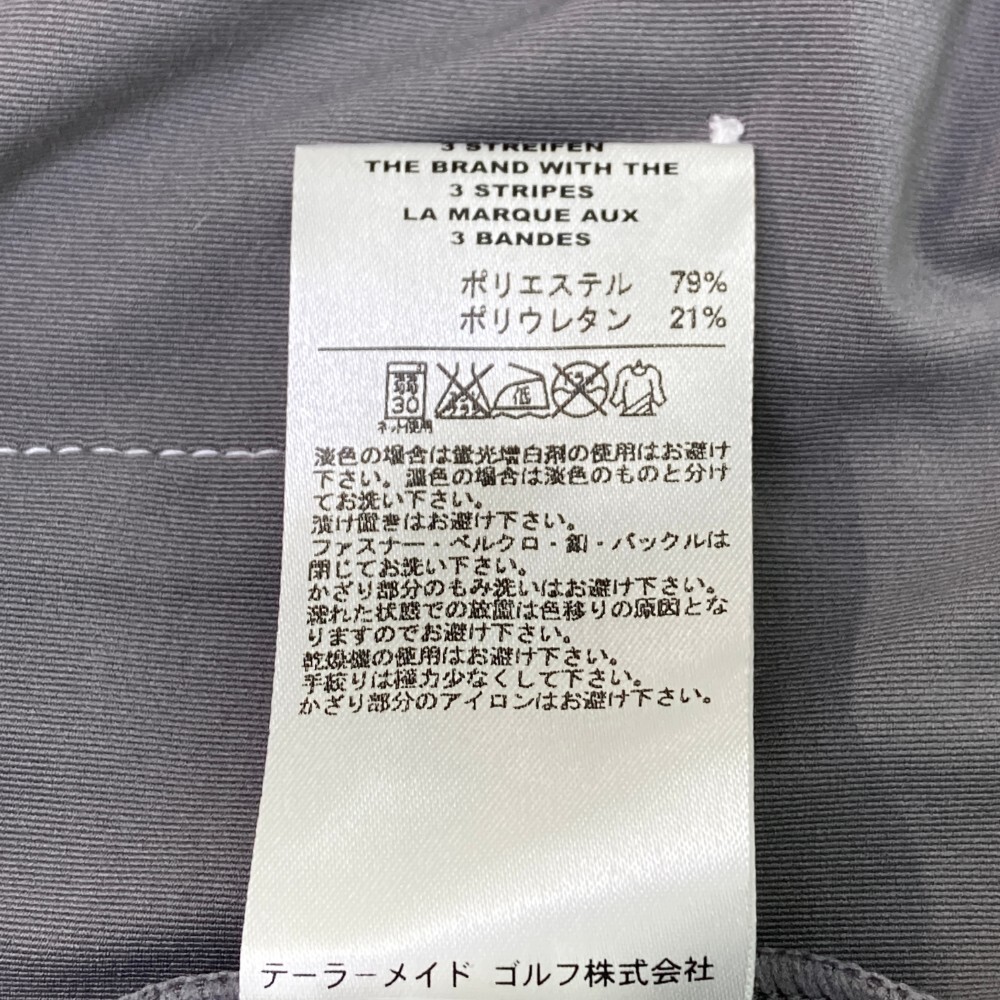 3 STREIFEN
THE BRAND WITH THE
3 STRIPES
LA MARQUE AUX
3 BANDES
ポリエステル 79%
ポリウレタン 21%
弱
30
ネット使用
低
淡色の場合は蛍光増白剤の使用はお避け
下さい。濃色の場合は淡色のものと分け
てお洗い下さい。
漬け置きはお避け下さい。
ファスナー・ベルクロ・釦・バックルは
閉じてお洗い下さい。
かざり部分のもみ洗いはお避け下さい。
濡れた状態での放置は色移りの原因とな
りますのでお避け下さい。
乾燥機の使用はお避け下さい。
手絞りは極力少なくして下さい。
かざり部分のアイロンはお避け下さい。
テーラーメイド ゴルフ株式会社